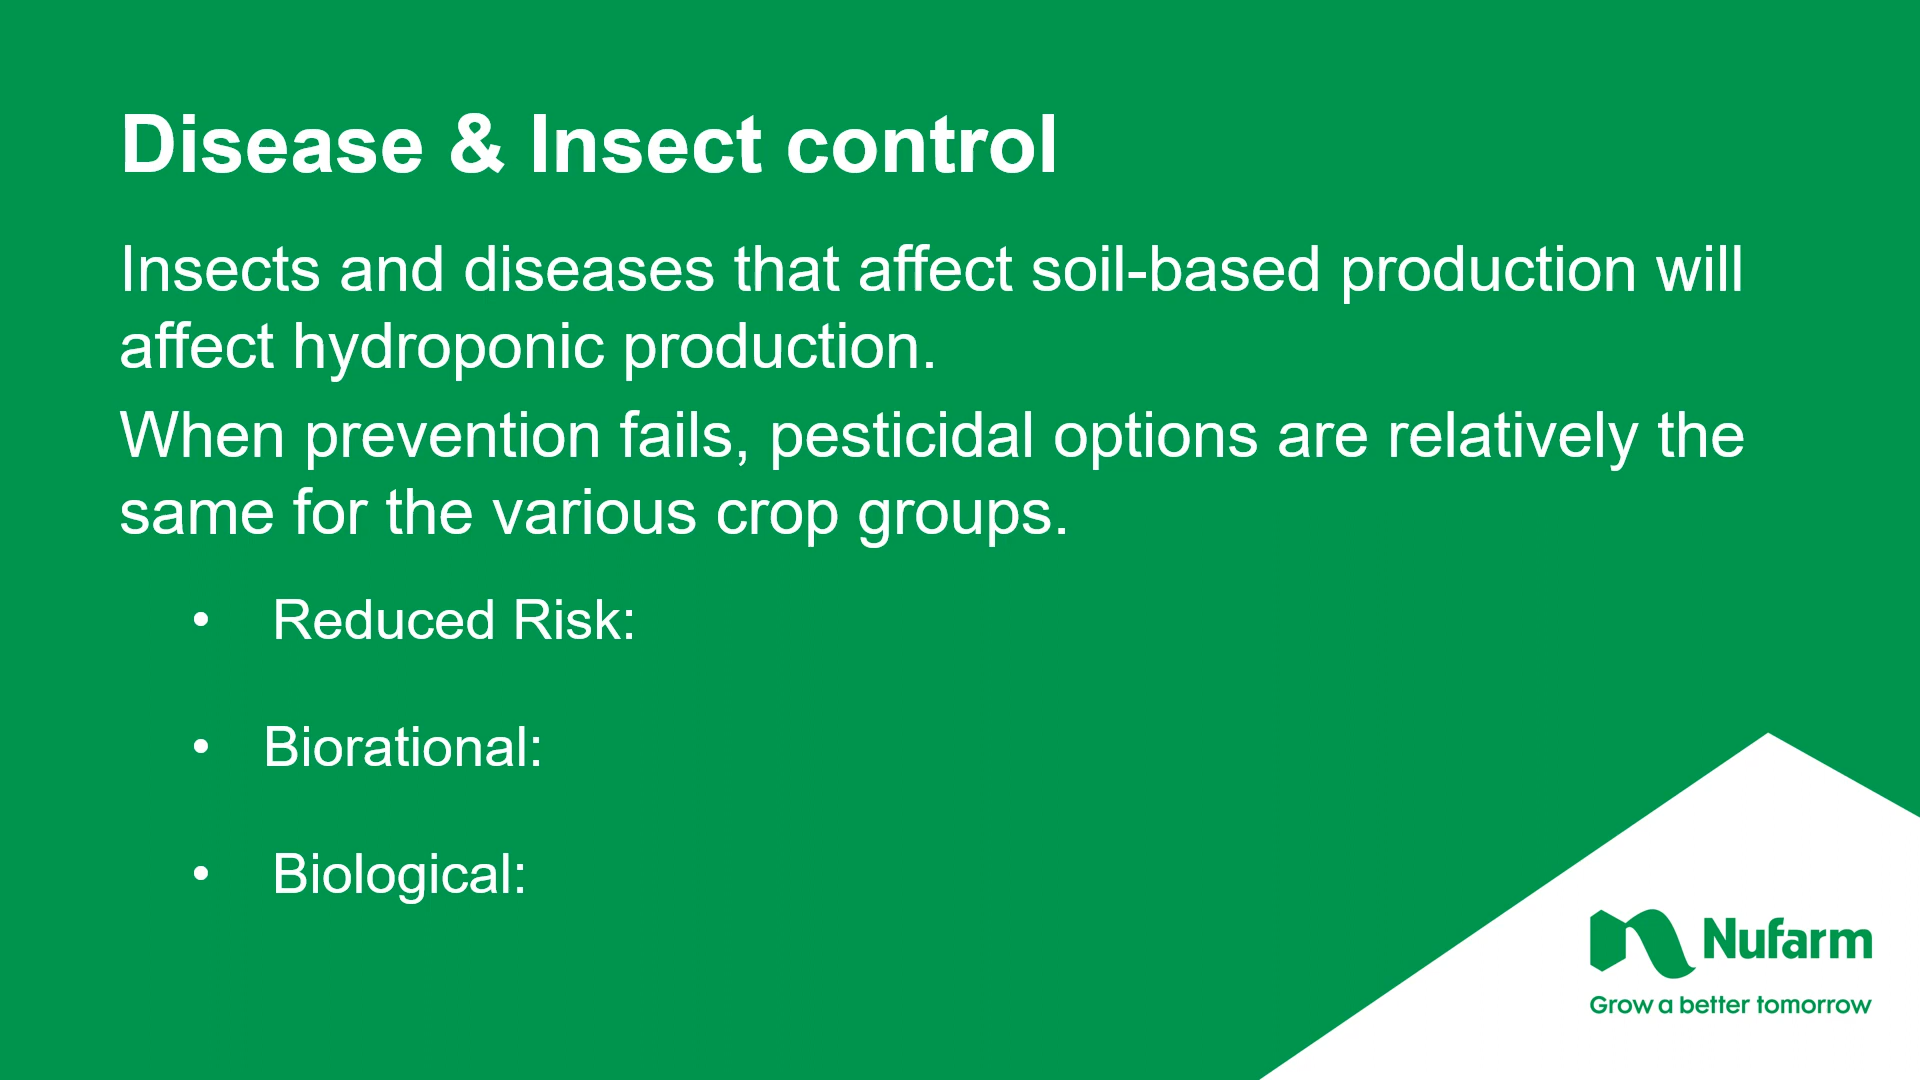 Disease & Insect control
Insects and diseases that affect soil-based production will
affect hydroponic production.
When prevention fails, pesticidal options are relatively the
same for the various crop groups.
• Reduced Risk:
• Biorational:
• Biological:
Nufarm
Grow a better tomorrow